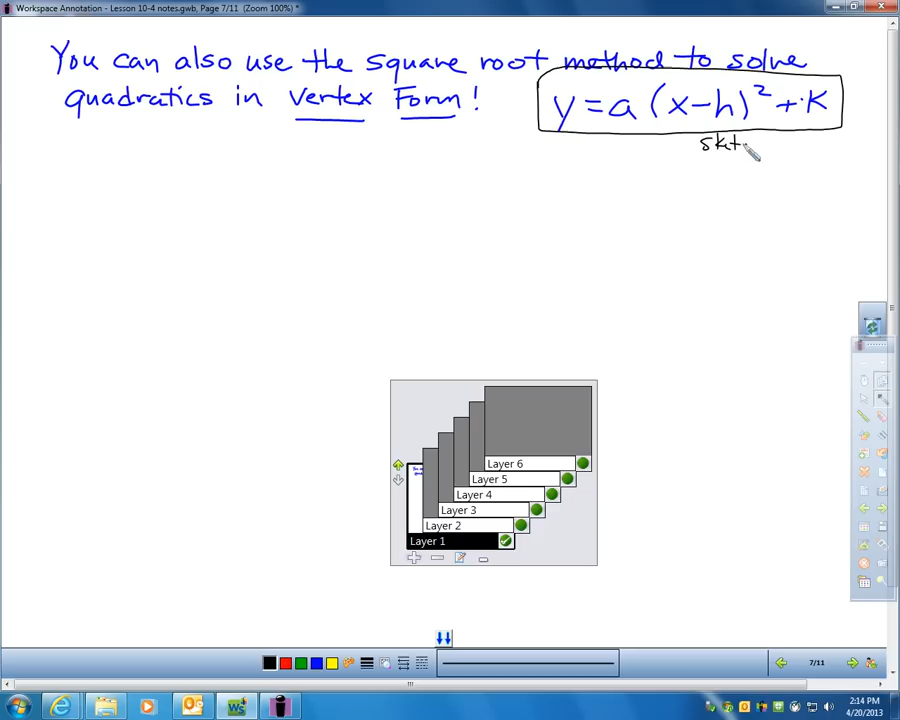 Workspace Annotation - Lesson 10-4 notes.gwb, Page 7/11 (Zoom 100%) *
You can also use the square root method to solve
quadratics in Vertex Form!
y = a (x-h)² + K
Layer 6
Layer 5
Layer 4
Layer 3
Layer 2
Layer 1
7/11
2:14 PM
4/20/2013